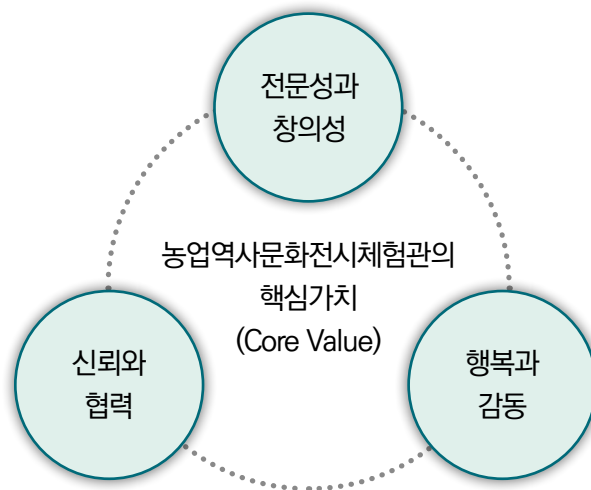 전문성과
창의성
농업역사문화전시체험관의
핵심가치
(Core Value)
신뢰와
협력
행복과
감동